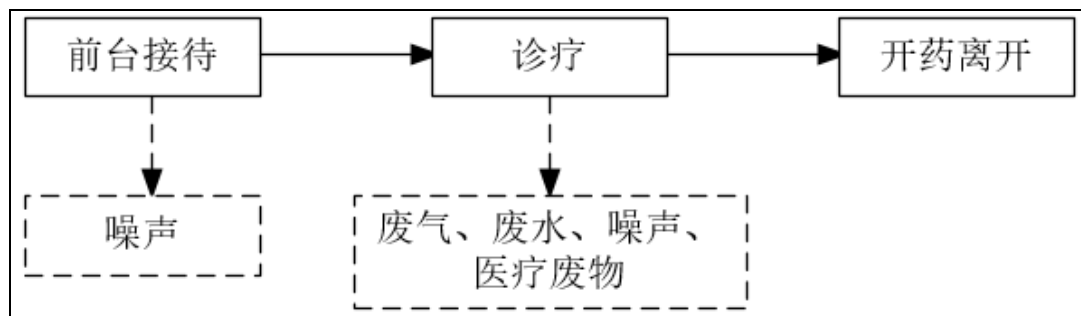 前台接待
诊疗
开药离开
噪声
废气、废水、噪声、
医疗废物